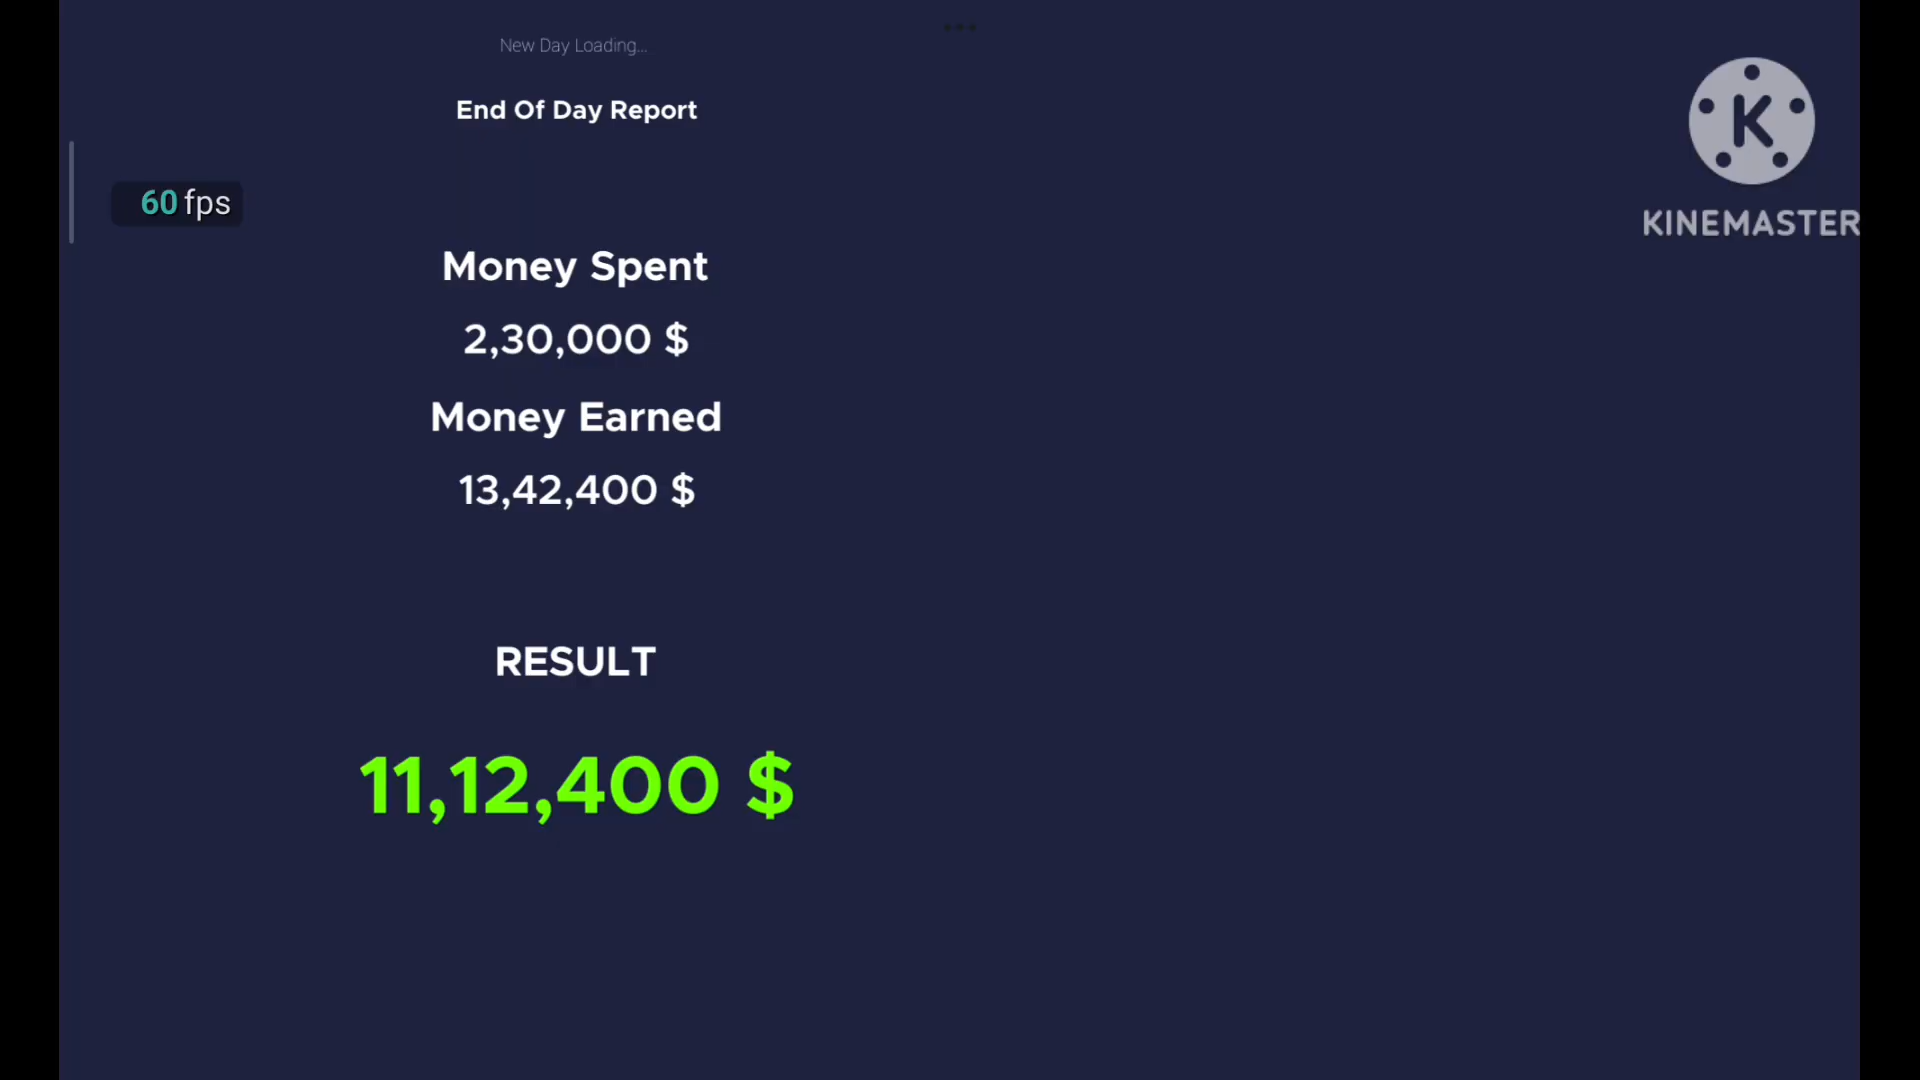 New Day Loading...
End Of Day Report
60 fps
K
KINEMASTER
Money Spent
2,30,000 $
Money Earned
13,42,400 $
RESULT
11,12,400 $